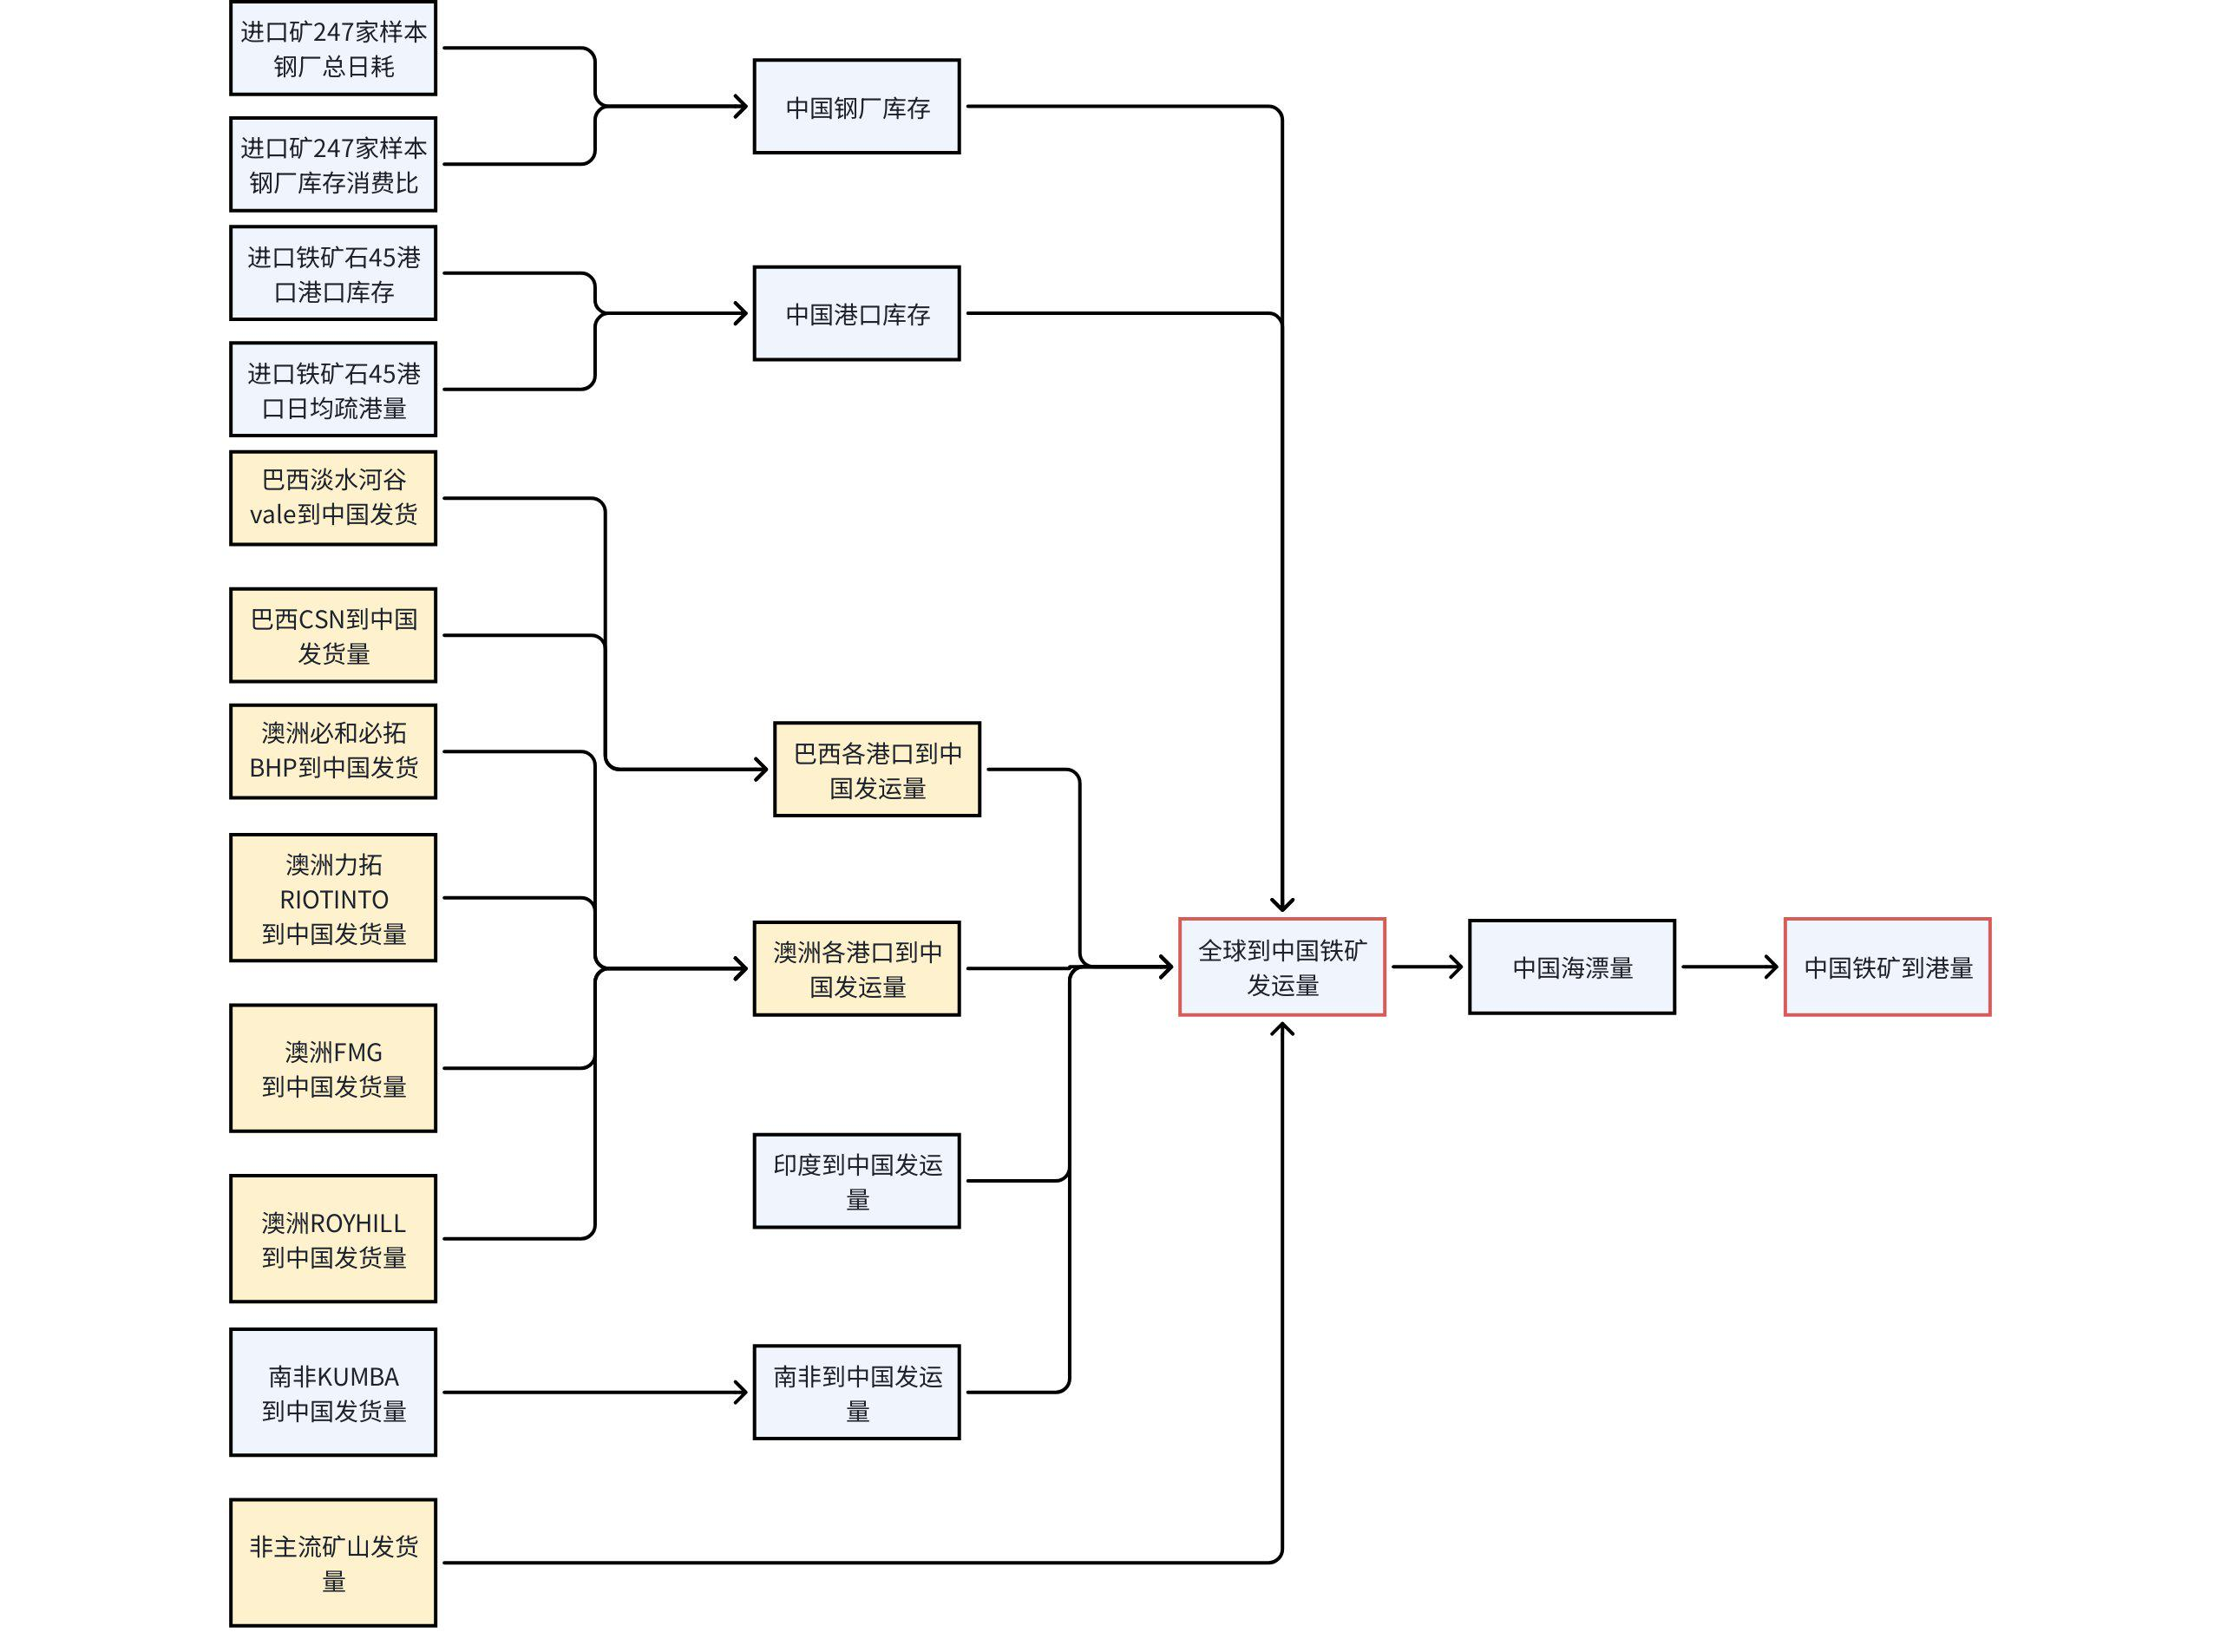 进口矿247家样本
钢厂总日耗
进口矿247家样本
钢厂库存消费比
进口铁矿石45港
口港口库存
进口铁矿石45港
口日均疏港量
巴西淡水河谷
vale到中国发货
巴西CSN到中国
发货量
澳洲必和必拓
BHP到中国发货
澳洲力拓
RIOTINTO
到中国发货量
澳洲FMG
到中国发货量
澳洲ROYHILL
到中国发货量
南非KUMBA
到中国发货量
非主流矿山发货
量
中国钢厂库存
中国港口库存
巴西各港口到中
国发运量
澳洲各港口到中
国发运量
印度到中国发运
量
南非到中国发运
量
全球到中国铁矿
发运量
中国海漂量
中国铁矿到港量